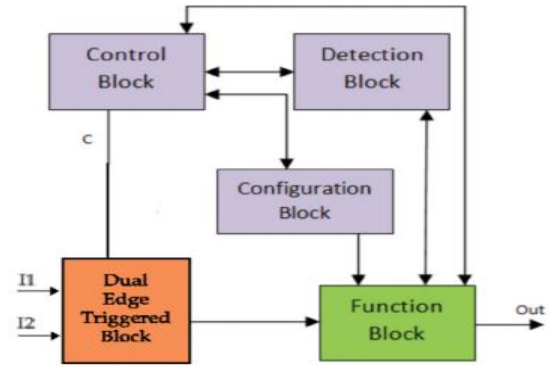 Control
Block
Detection
Block
C
Configuration
Block
I1
I2
Dual
Edge
Triggered
Block
Function
Block
Out